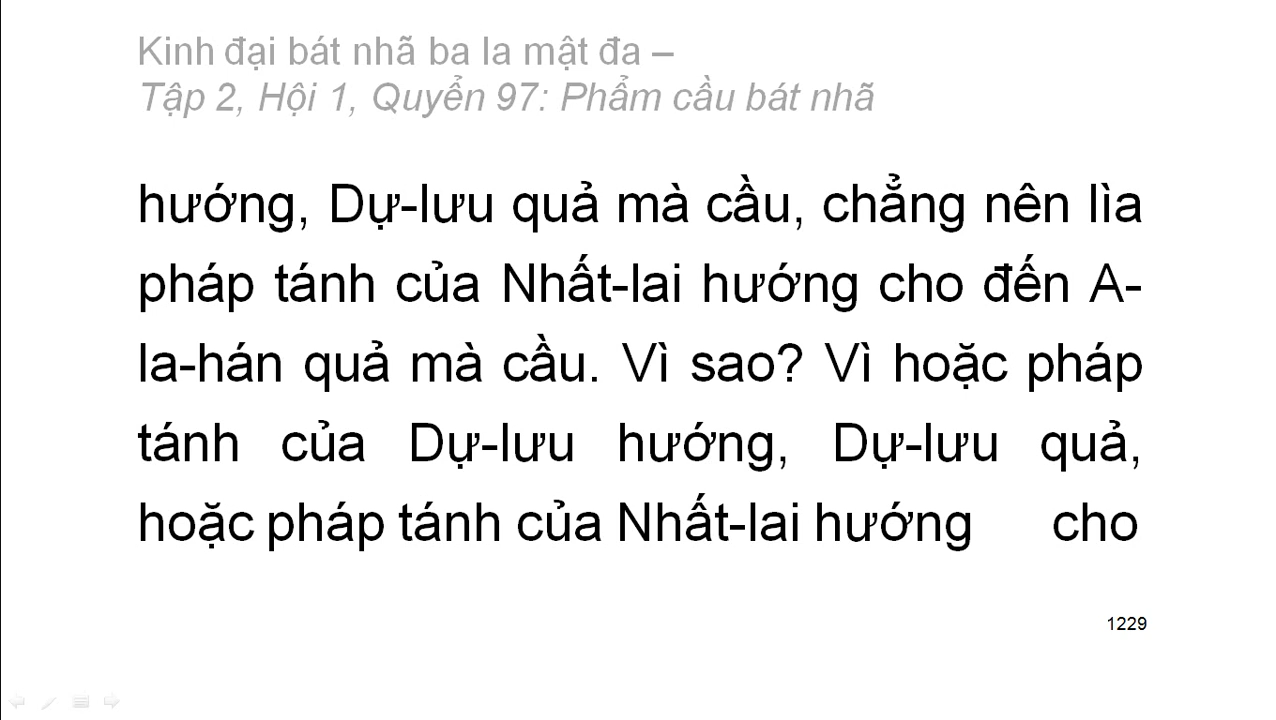 Kinh đại bát nhã ba la mật đa –
Tập 2, Hội 1, Quyển 97: Phẩm cầu bát nhã
hướng, Dự-lưu quả mà cầu, chẳng nên lìa
pháp tánh của Nhất-lai hướng cho đến A-
la-hán quả mà cầu. Vì sao? Vì hoặc pháp
tánh của Dự-lưu hướng, Dự-lưu quả,
hoặc pháp tánh của Nhất-lai hướng cho
1229